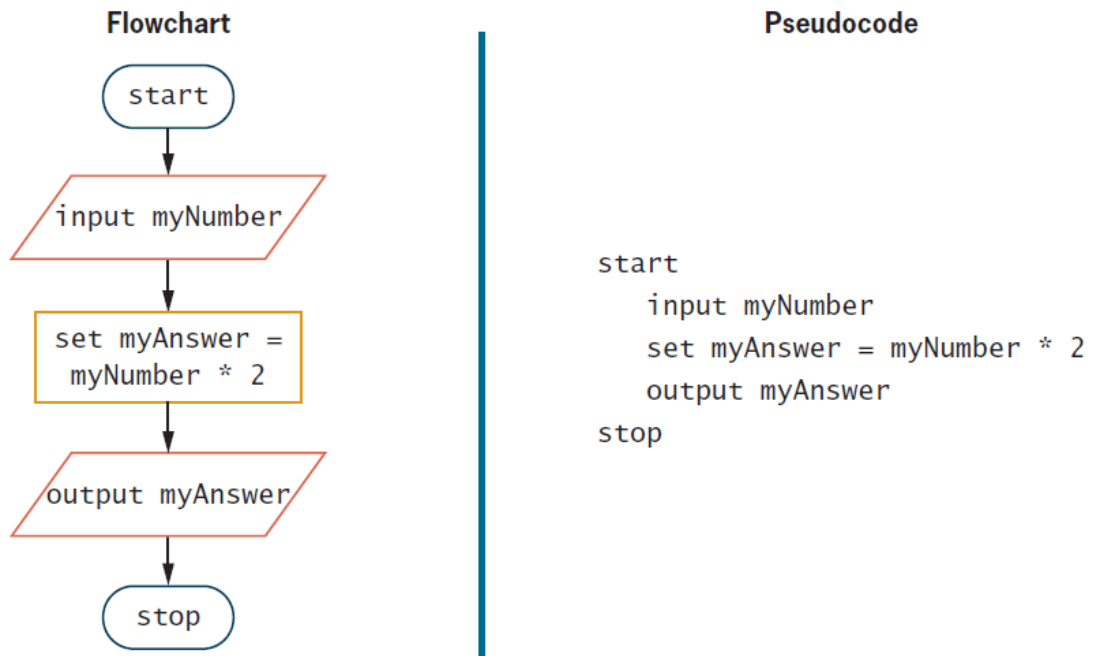 Flowchart
start
input myNumber
set myAnswer =
myNumber * 2
output myAnswer
stop
Pseudocode
start
input myNumber
set myAnswer = myNumber * 2
output myAnswer
stop